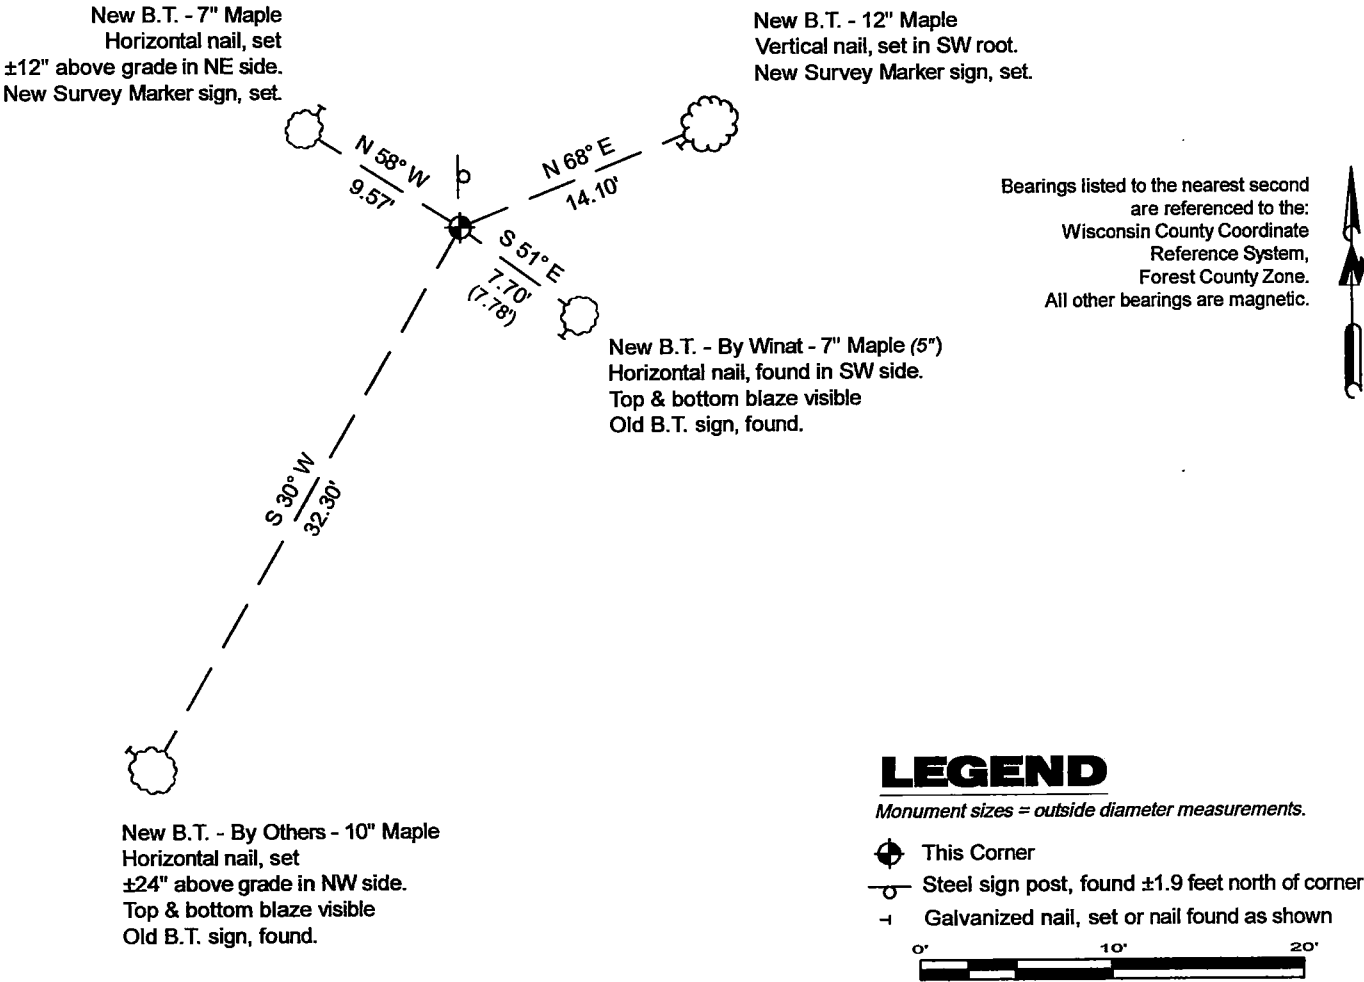 New B.T. - 7" Maple
Horizontal nail, set
±12" above grade in NE side.
New Survey Marker sign, set.
New B.T. - 12" Maple
Vertical nail, set in SW root.
New Survey Marker sign, set.
N 58° W
9.57'
N 68° E
14.10'
S 51° E
7.70'
(7.78')
Bearings listed to the nearest second
are referenced to the:
Wisconsin County Coordinate
Reference System,
Forest County Zone.
All other bearings are magnetic.
N
New B.T. - By Winat - 7" Maple (5")
Horizontal nail, found in SW side.
Top & bottom blaze visible
Old B.T. sign, found.
S 30° W
32.30'
New B.T. - By Others - 10" Maple
Horizontal nail, set
±24" above grade in NW side.
Top & bottom blaze visible
Old B.T. sign, found.
LEGEND
Monument sizes = outside diameter measurements.
This Corner
Steel sign post, found ±1.9 feet north of corner
Galvanized nail, set or nail found as shown
0' 10' 20'